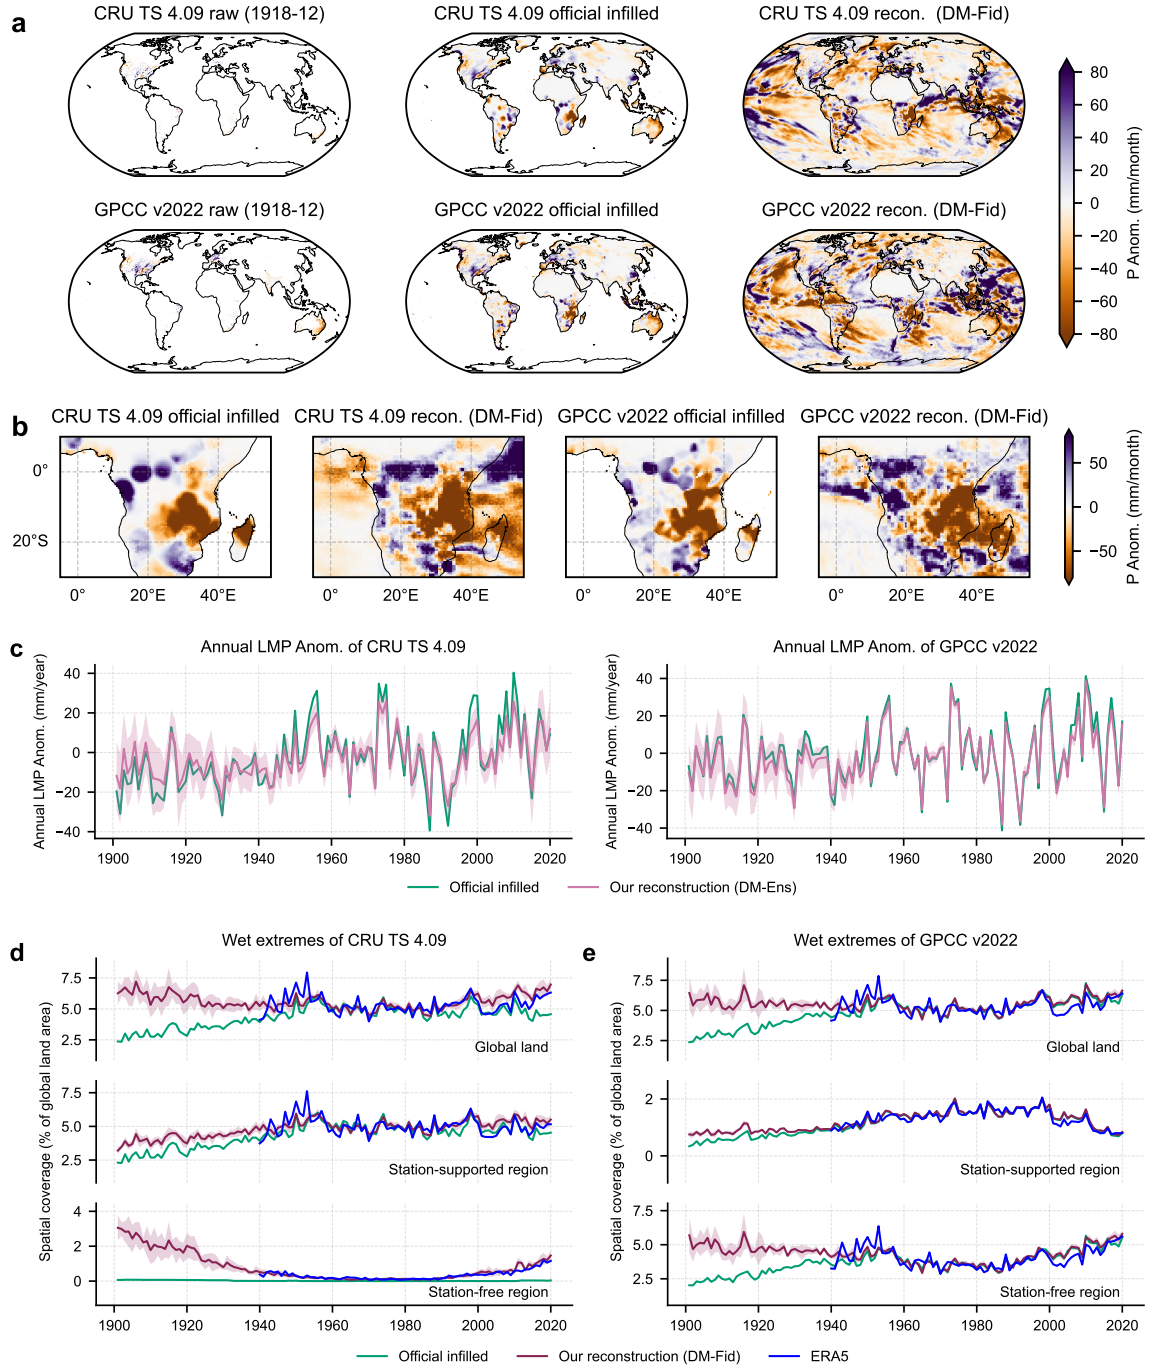 a
CRU TS 4.09 raw (1918-12)
CRU TS 4.09 official infilled
CRU TS 4.09 recon.  (DM-Fid)
GPCC v2022 raw (1918-12)
GPCC v2022 official infilled
GPCC v2022 recon. (DM-Fid)
80
60
40
20
0
−20
−40
−60
−80
P Anom. (mm/month)
b
CRU TS 4.09 official infilled
CRU TS 4.09 recon. (DM-Fid)
GPCC v2022 official infilled
GPCC v2022 recon. (DM-Fid)
0°
20°S
0° 20°E 40°E
0° 20°E 40°E
0° 20°E 40°E
0° 20°E 40°E
50
0
−50
P Anom. (mm/month)
c
Annual LMP Anom. of CRU TS 4.09
Annual LMP Anom. (mm/year)
40
20
0
−20
−40
1900 1920 1940 1960 1980 2000 2020
Annual LMP Anom. of GPCC v2022
Annual LMP Anom. (mm/year)
40
20
0
−20
−40
1900 1920 1940 1960 1980 2000 2020
Official infilled
Our reconstruction (DM-Ens)
d
Wet extremes of CRU TS 4.09
Spatial coverage (% of global land area)
7.5
5.0
2.5
Global land
7.5
5.0
2.5
Station-supported region
4
2
0
Station-free region
1900 1920 1940 1960 1980 2000 2020
e
Wet extremes of GPCC v2022
Spatial coverage (% of global land area)
7.5
5.0
2.5
Global land
2
0
Station-supported region
7.5
5.0
2.5
Station-free region
1900 1920 1940 1960 1980 2000 2020
Official infilled
Our reconstruction (DM-Fid)
ERA5